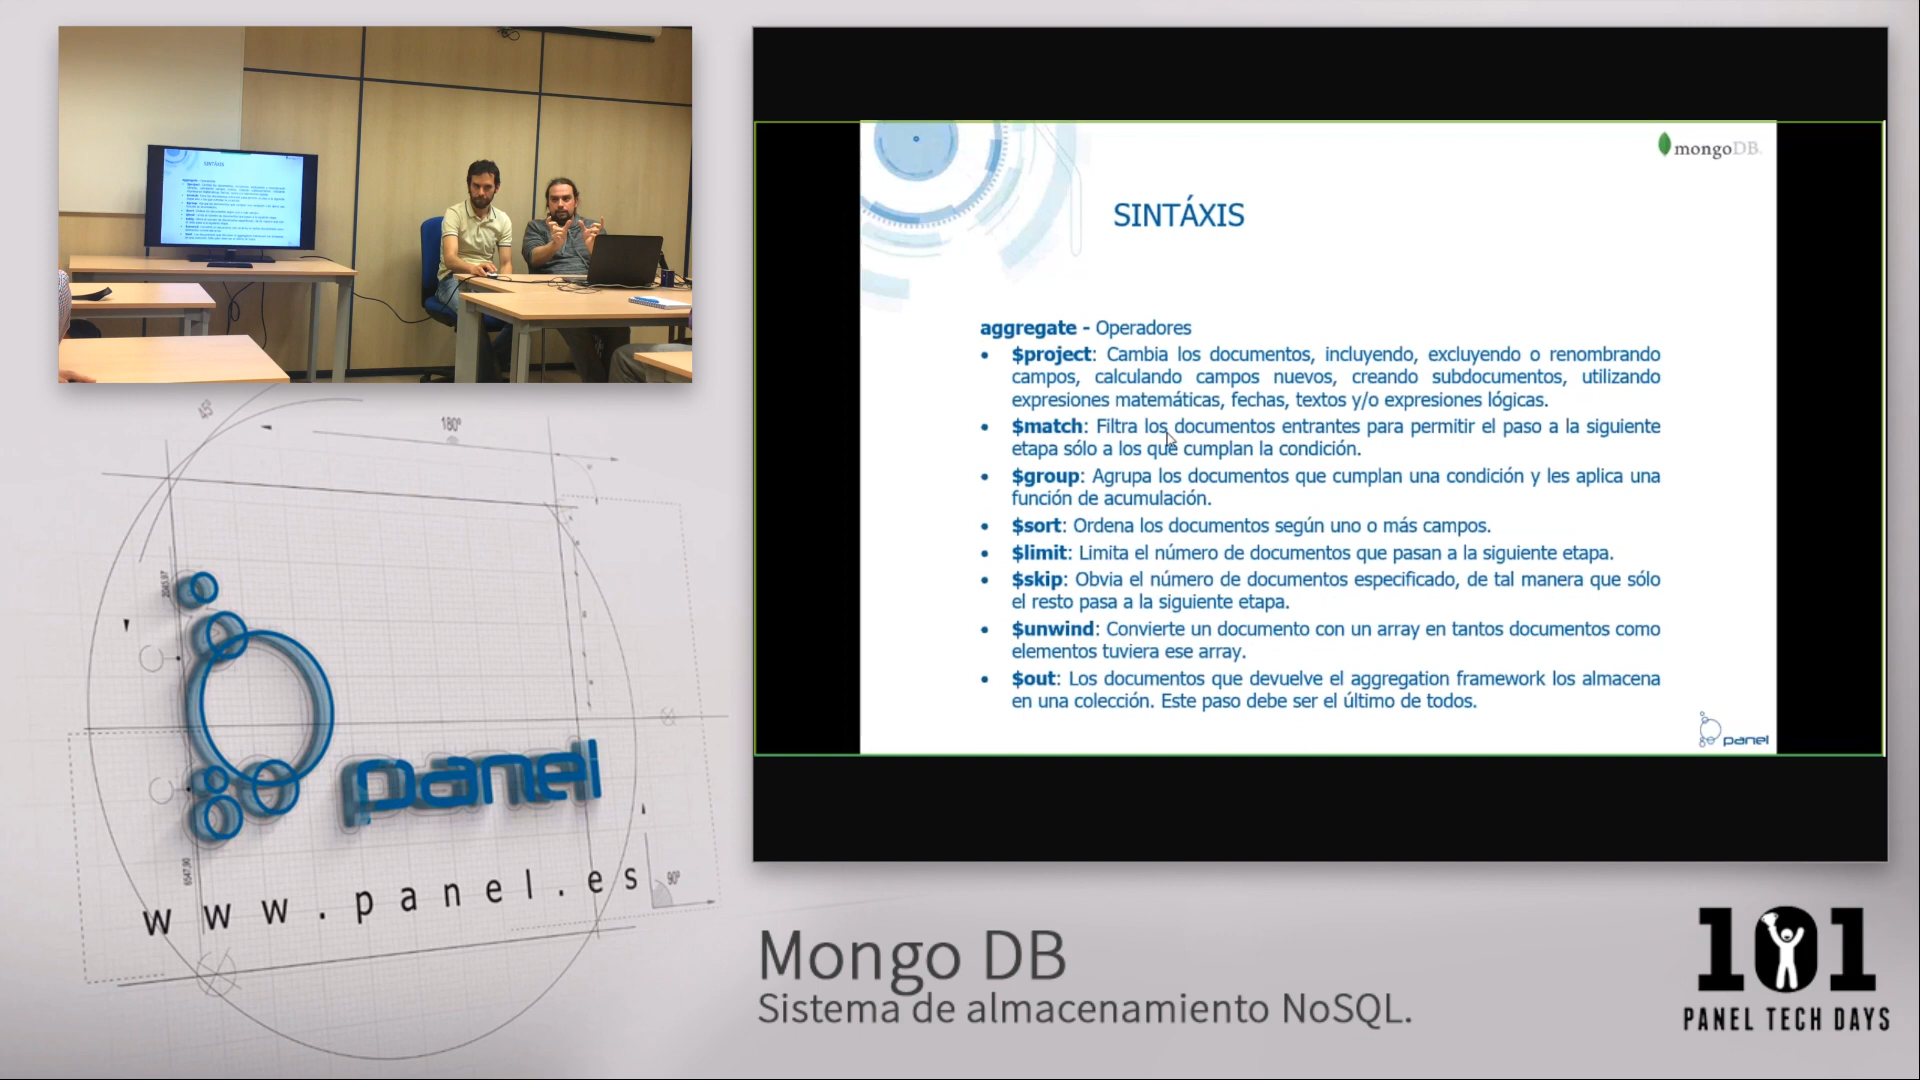 SINTÁXIS
mongoDB.
SINTÁXIS
aggregate - Operadores
• $project: Cambia los documentos, incluyendo, excluyendo o renombrando
campos, calculando campos nuevos, creando subdocumentos, utilizando
expresiones matemáticas, fechas, textos y/o expresiones lógicas.
• $match: Filtra los documentos entrantes para permitir el paso a la siguiente
etapa sólo a los que cumplan la condición.
• $group: Agrupa los documentos que cumplan una condición y les aplica una
función de acumulación.
• $sort: Ordena los documentos según uno o más campos.
• $limit: Limita el número de documentos que pasan a la siguiente etapa.
• $skip: Obvia el número de documentos especificado, de tal manera que sólo
el resto pasa a la siguiente etapa.
• $unwind: Convierte un documento con un array en tantos documentos como
elementos tuviera ese array.
• $out: Los documentos que devuelve el aggregation framework los almacena
en una colección. Este paso debe ser el último de todos.
panel
45º
180º
panel
www.panel.es
90º
Mongo DB
Sistema de almacenamiento NoSQL.
101
PANEL TECH DAYS